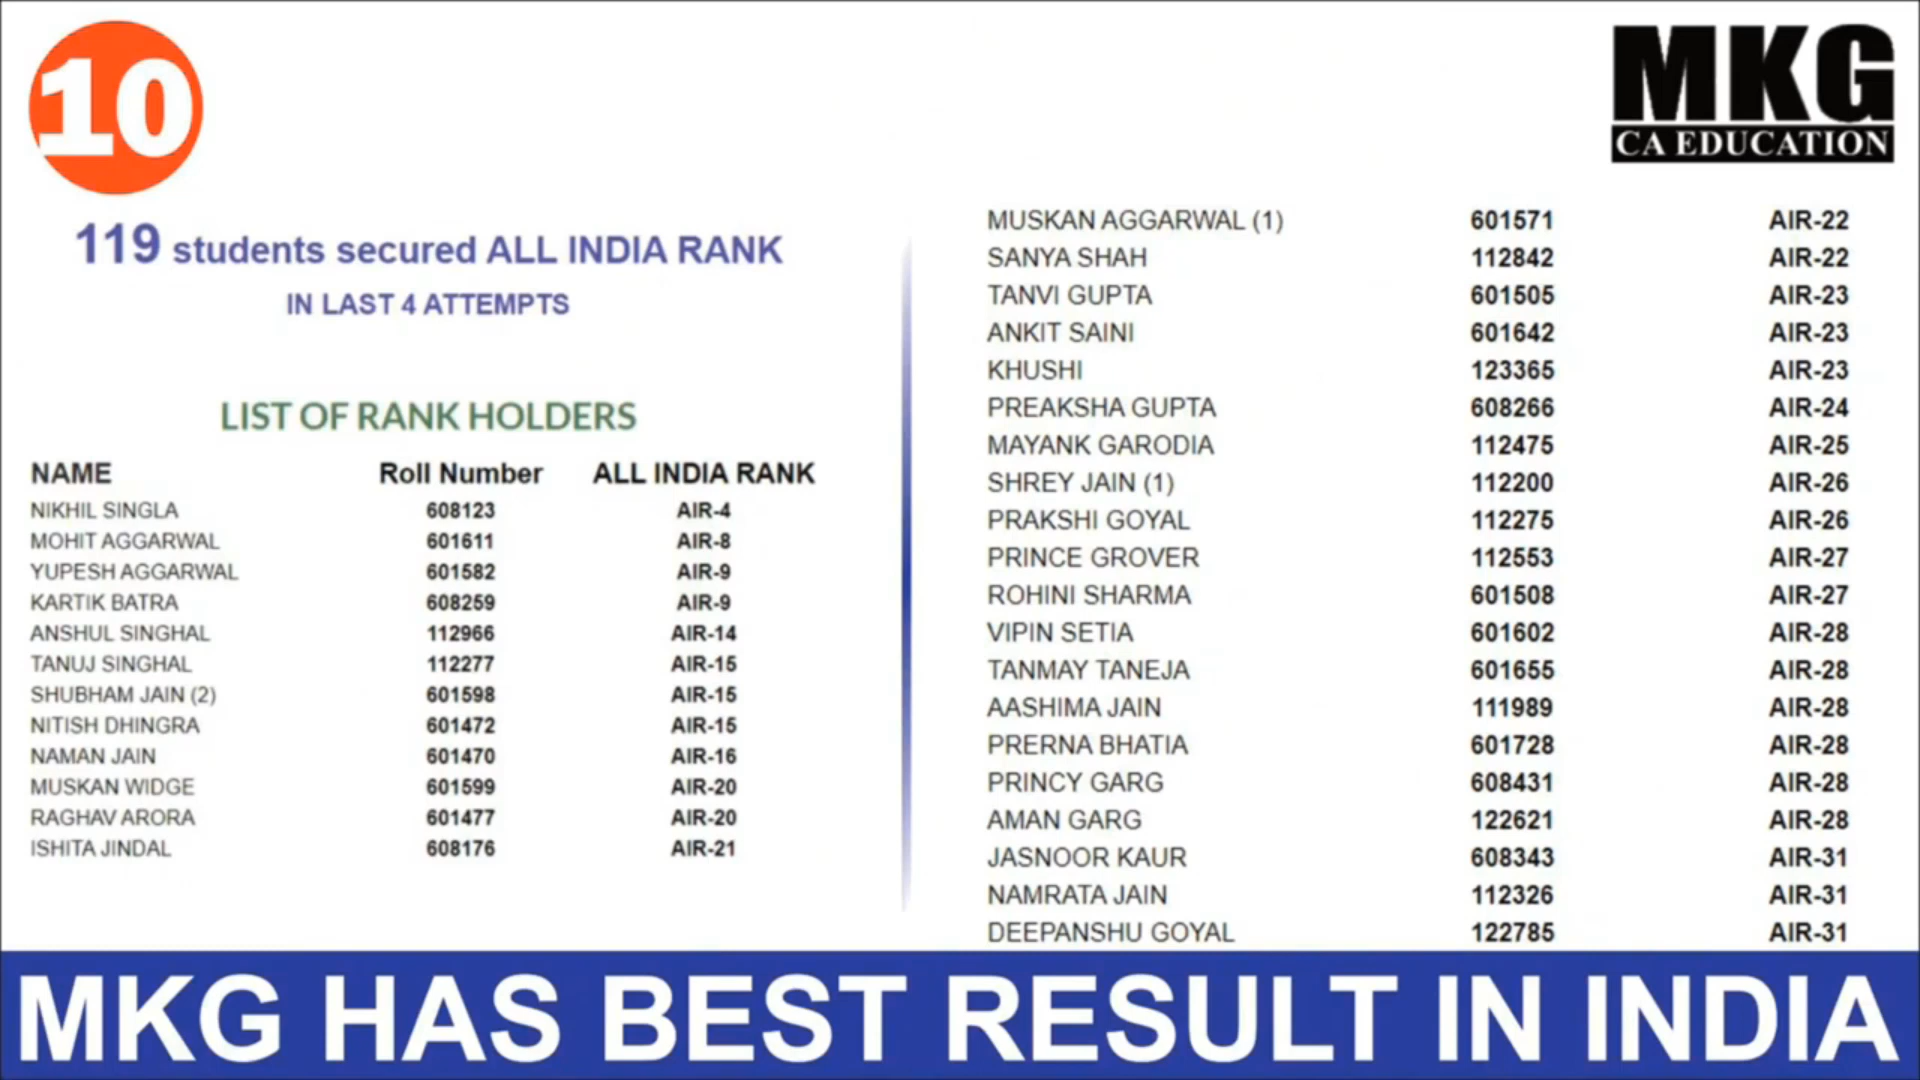 10
MKG
CA EDUCATION
119 students secured ALL INDIA RANK
IN LAST 4 ATTEMPTS
LIST OF RANK HOLDERS
NAME Roll Number ALL INDIA RANK
NIKHIL SINGLA 608123 AIR-4
MOHIT AGGARWAL 601611 AIR-8
YUPESH AGGARWAL 601582 AIR-9
KARTIK BATRA 608259 AIR-9
ANSHUL SINGHAL 112966 AIR-14
TANUJ SINGHAL 112277 AIR-15
SHUBHAM JAIN (2) 601598 AIR-15
NITISH DHINGRA 601472 AIR-15
NAMAN JAIN 601470 AIR-16
MUSKAN WIDGE 601599 AIR-20
RAGHAV ARORA 601477 AIR-20
ISHITA JINDAL 608176 AIR-21
MUSKAN AGGARWAL (1) 601571 AIR-22
SANYA SHAH 112842 AIR-22
TANVI GUPTA 601505 AIR-23
ANKIT SAINI 601642 AIR-23
KHUSHI 123365 AIR-23
PREAKSHA GUPTA 608266 AIR-24
MAYANK GARODIA 112475 AIR-25
SHREY JAIN (1) 112200 AIR-26
PRAKSHI GOYAL 112275 AIR-26
PRINCE GROVER 112553 AIR-27
ROHINI SHARMA 601508 AIR-27
VIPIN SETIA 601602 AIR-28
TANMAY TANEJA 601655 AIR-28
AASHIMA JAIN 111989 AIR-28
PRERNA BHATIA 601728 AIR-28
PRINCY GARG 608431 AIR-28
AMAN GARG 122621 AIR-28
JASNOOR KAUR 608343 AIR-31
NAMRATA JAIN 112326 AIR-31
DEEPANSHU GOYAL 122785 AIR-31
MKG HAS BEST RESULT IN INDIA